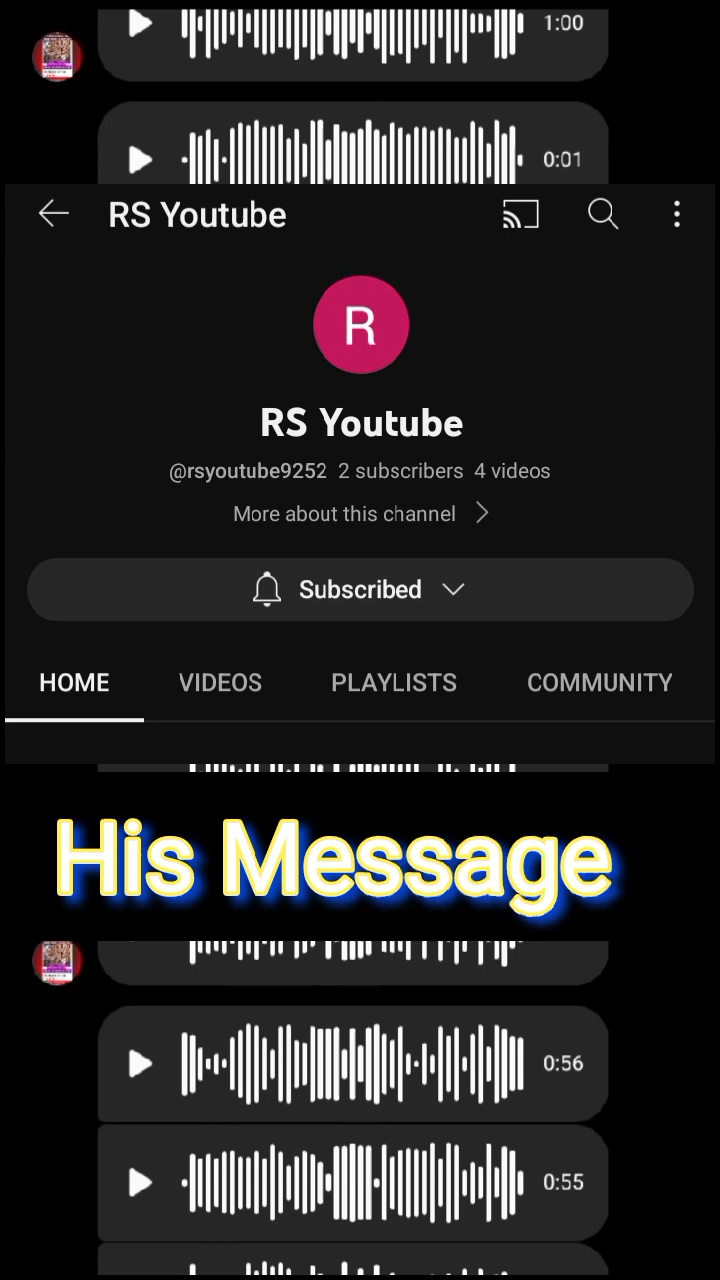 1:00
0:01
RS Youtube
R
RS Youtube
@rsyoutube9252 2 subscribers 4 videos
More about this channel
Subscribed
HOME VIDEOS PLAYLISTS COMMUNITY
His Message
0:56
0:55